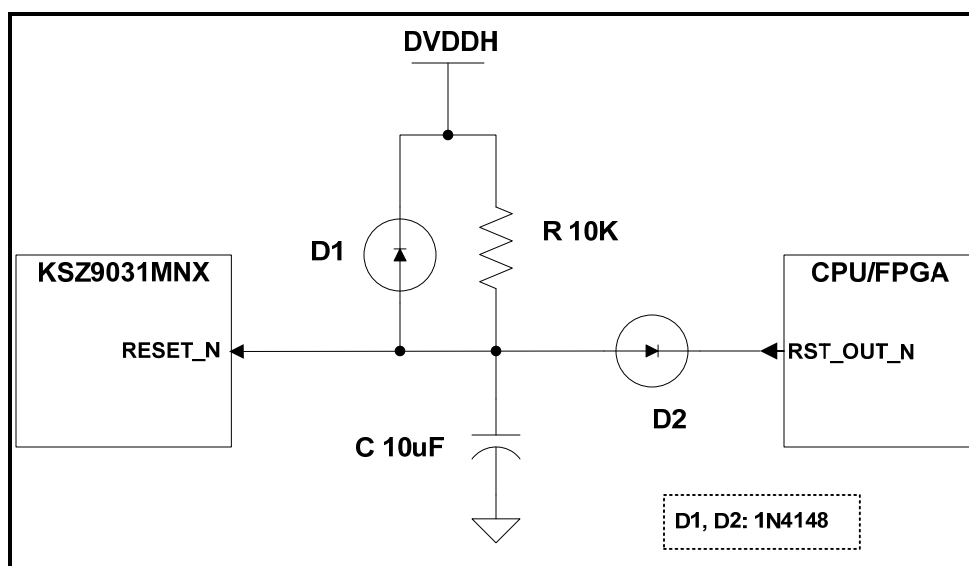 DVDDH
D1
R 10K
KSZ9031MNX
CPU/FPGA
RESET_N
RST_OUT_N
D2
C 10uF
D1, D2: 1N4148